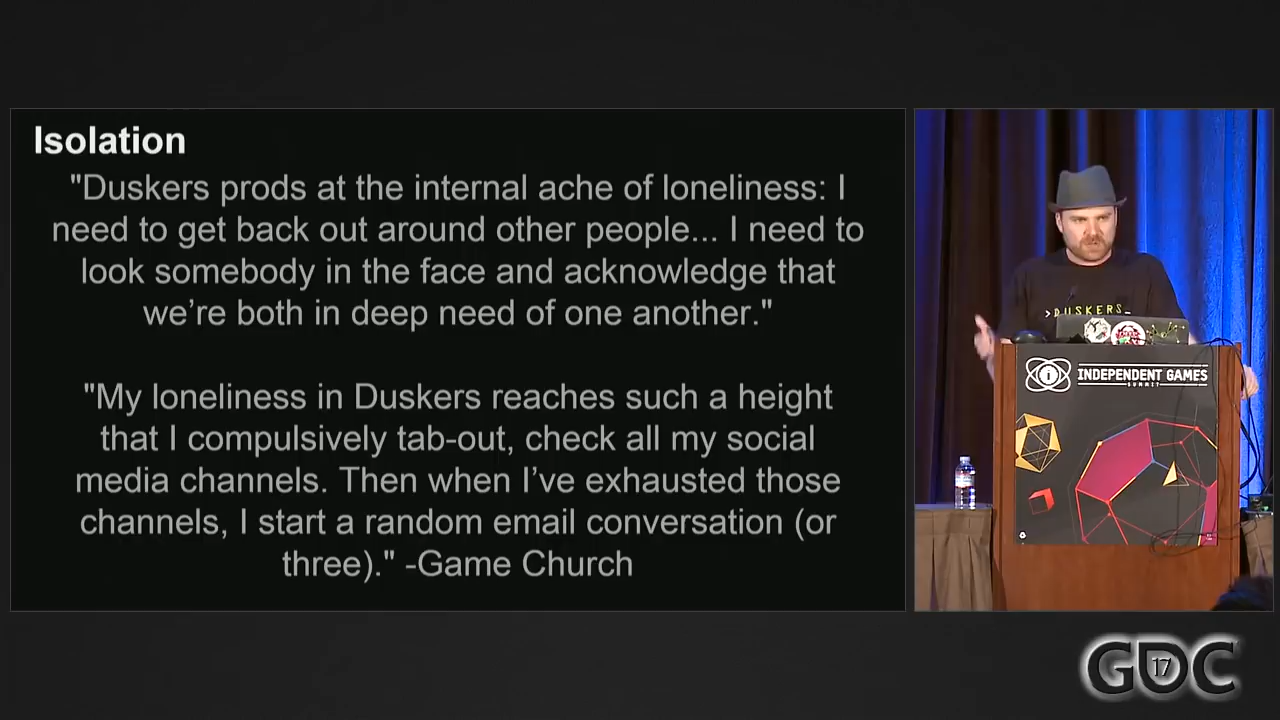 Isolation
"Duskers prods at the internal ache of loneliness: I
need to get back out around other people... I need to
look somebody in the face and acknowledge that
we’re both in deep need of one another."
"My loneliness in Duskers reaches such a height
that I compulsively tab-out, check all my social
media channels. Then when I’ve exhausted those
channels, I start a random email conversation (or
three)." -Game Church
>DUSKERS_
INDEPENDENT GAMES
SUMMIT
GDC
17